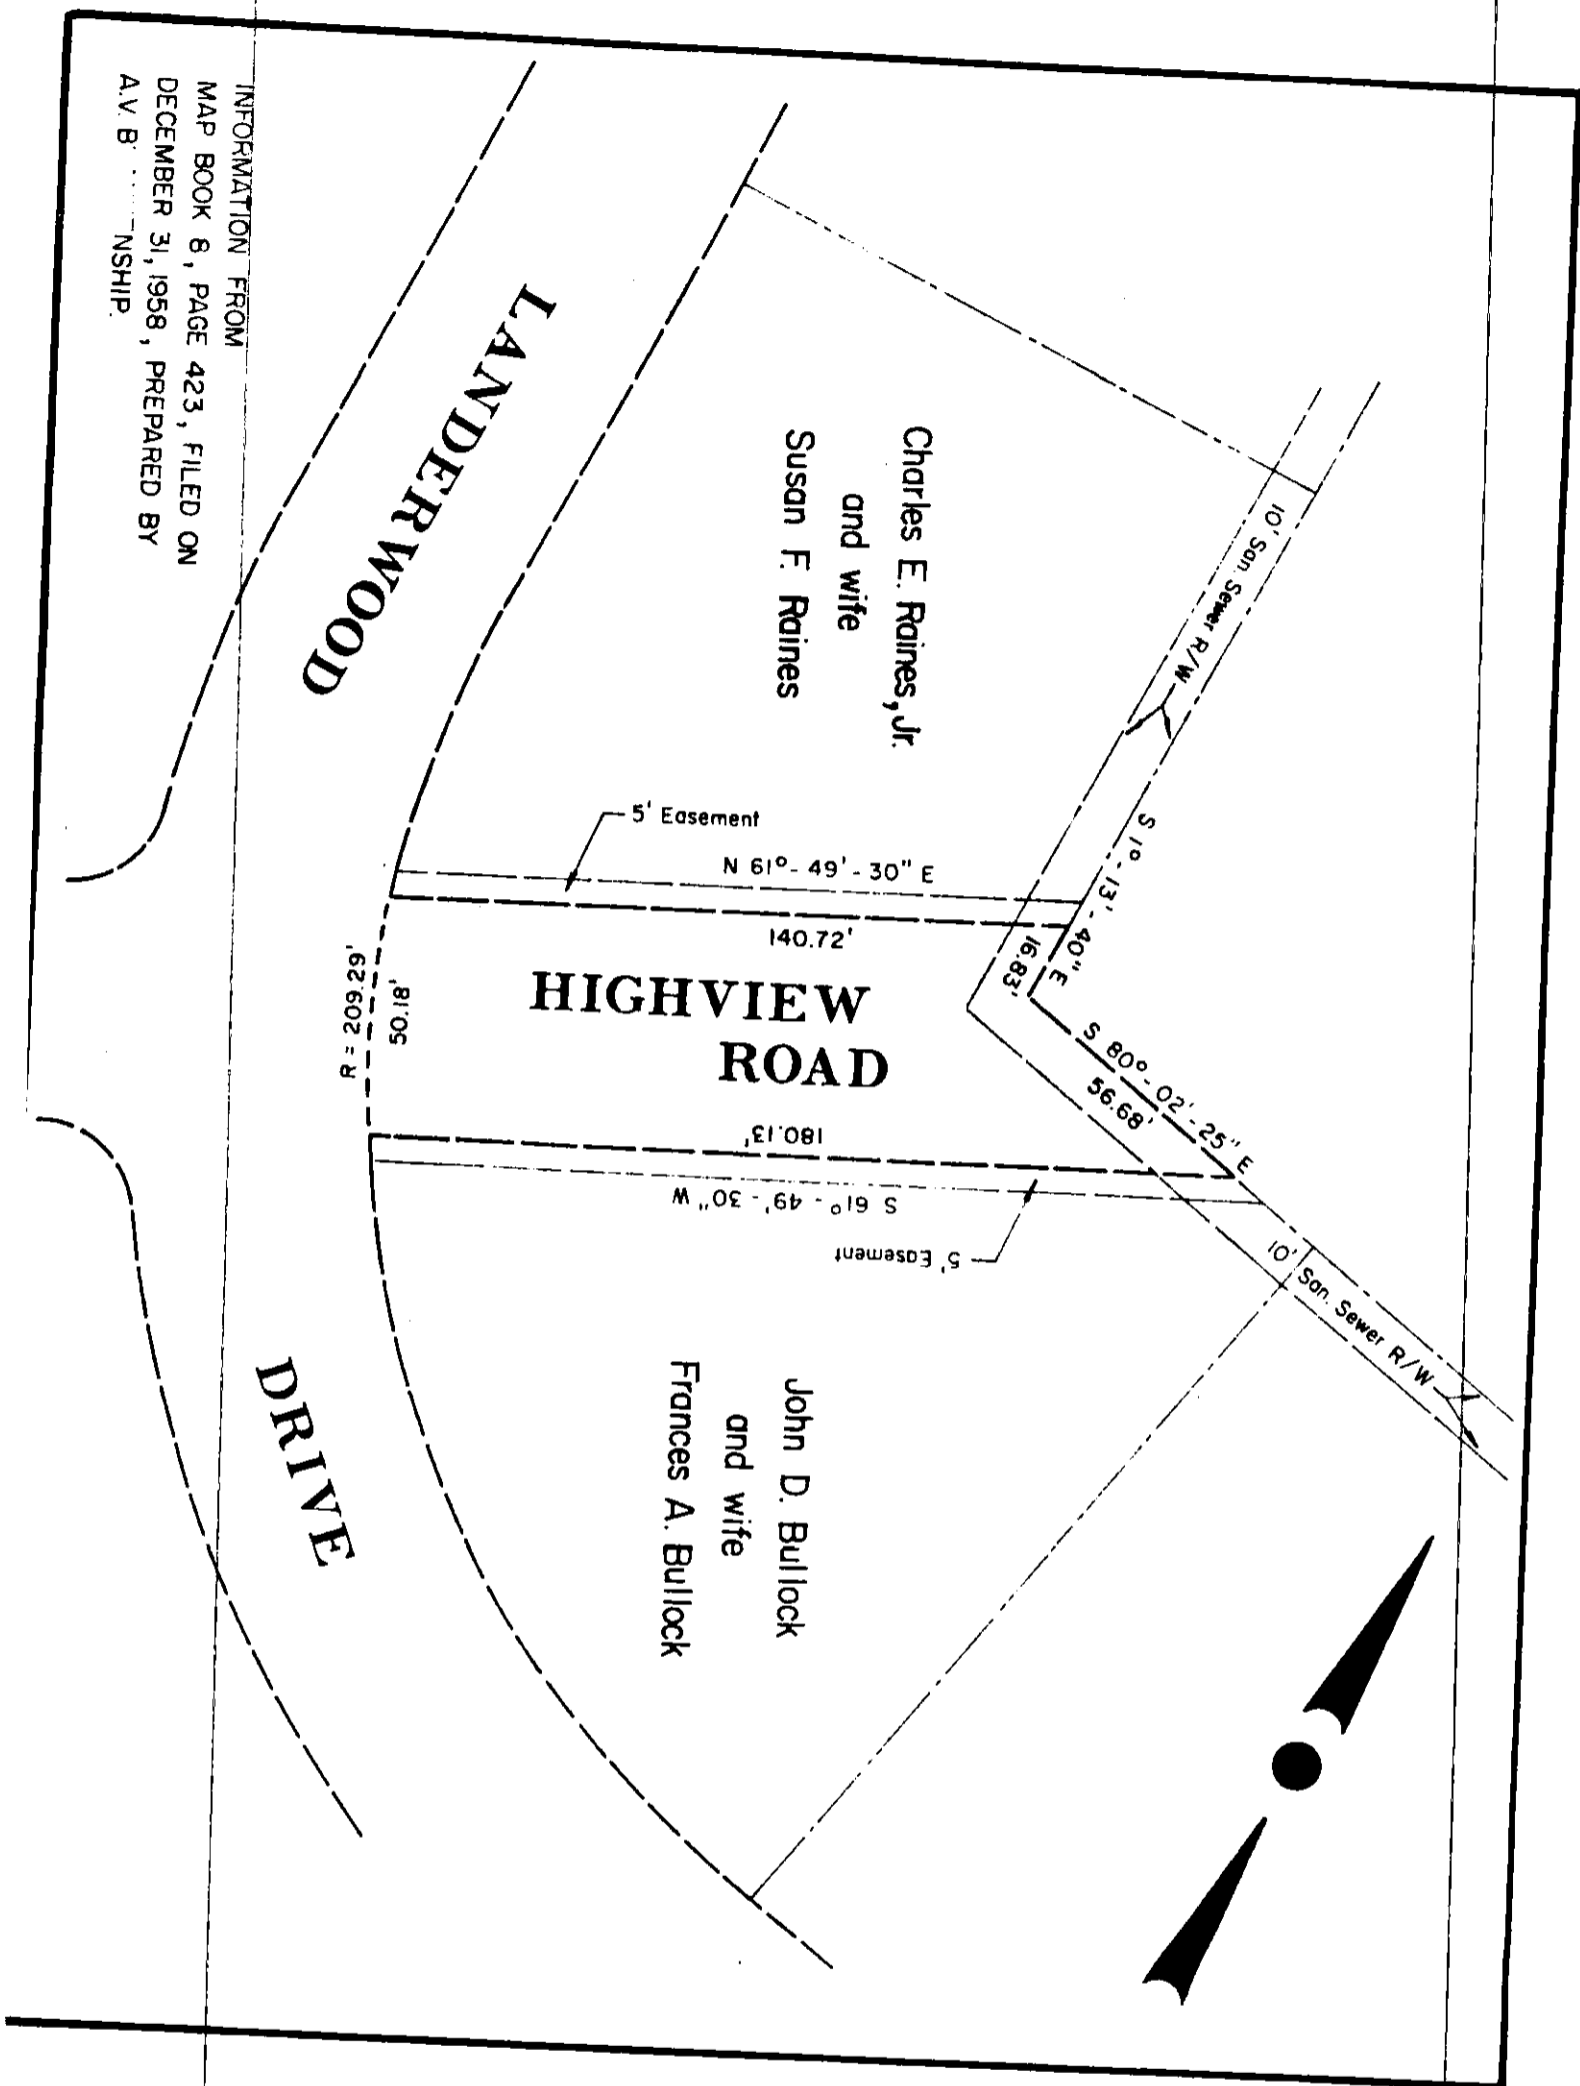 INFORMATION FROM
MAP BOOK 8, PAGE 423, FILED ON
DECEMBER 31, 1958, PREPARED BY
A.V. B NSHIP.
LANDERWOOD
DRIVE
Charles E. Raines, Jr.
and wife
Susan F. Raines
10' San. Sewer R/W
5' Easement
N 61° - 49' - 30" E
140.72'
S 1° - 13' - 40" E
16.83'
HIGHVIEW
ROAD
R = 209.29'
50.18'
S 80° - 02' - 25" E
56.68'
180.13'
S 61° - 49' - 30" W
5' Easement
10' San. Sewer R/W
John D. Bullock
and wife
Frances A. Bullock